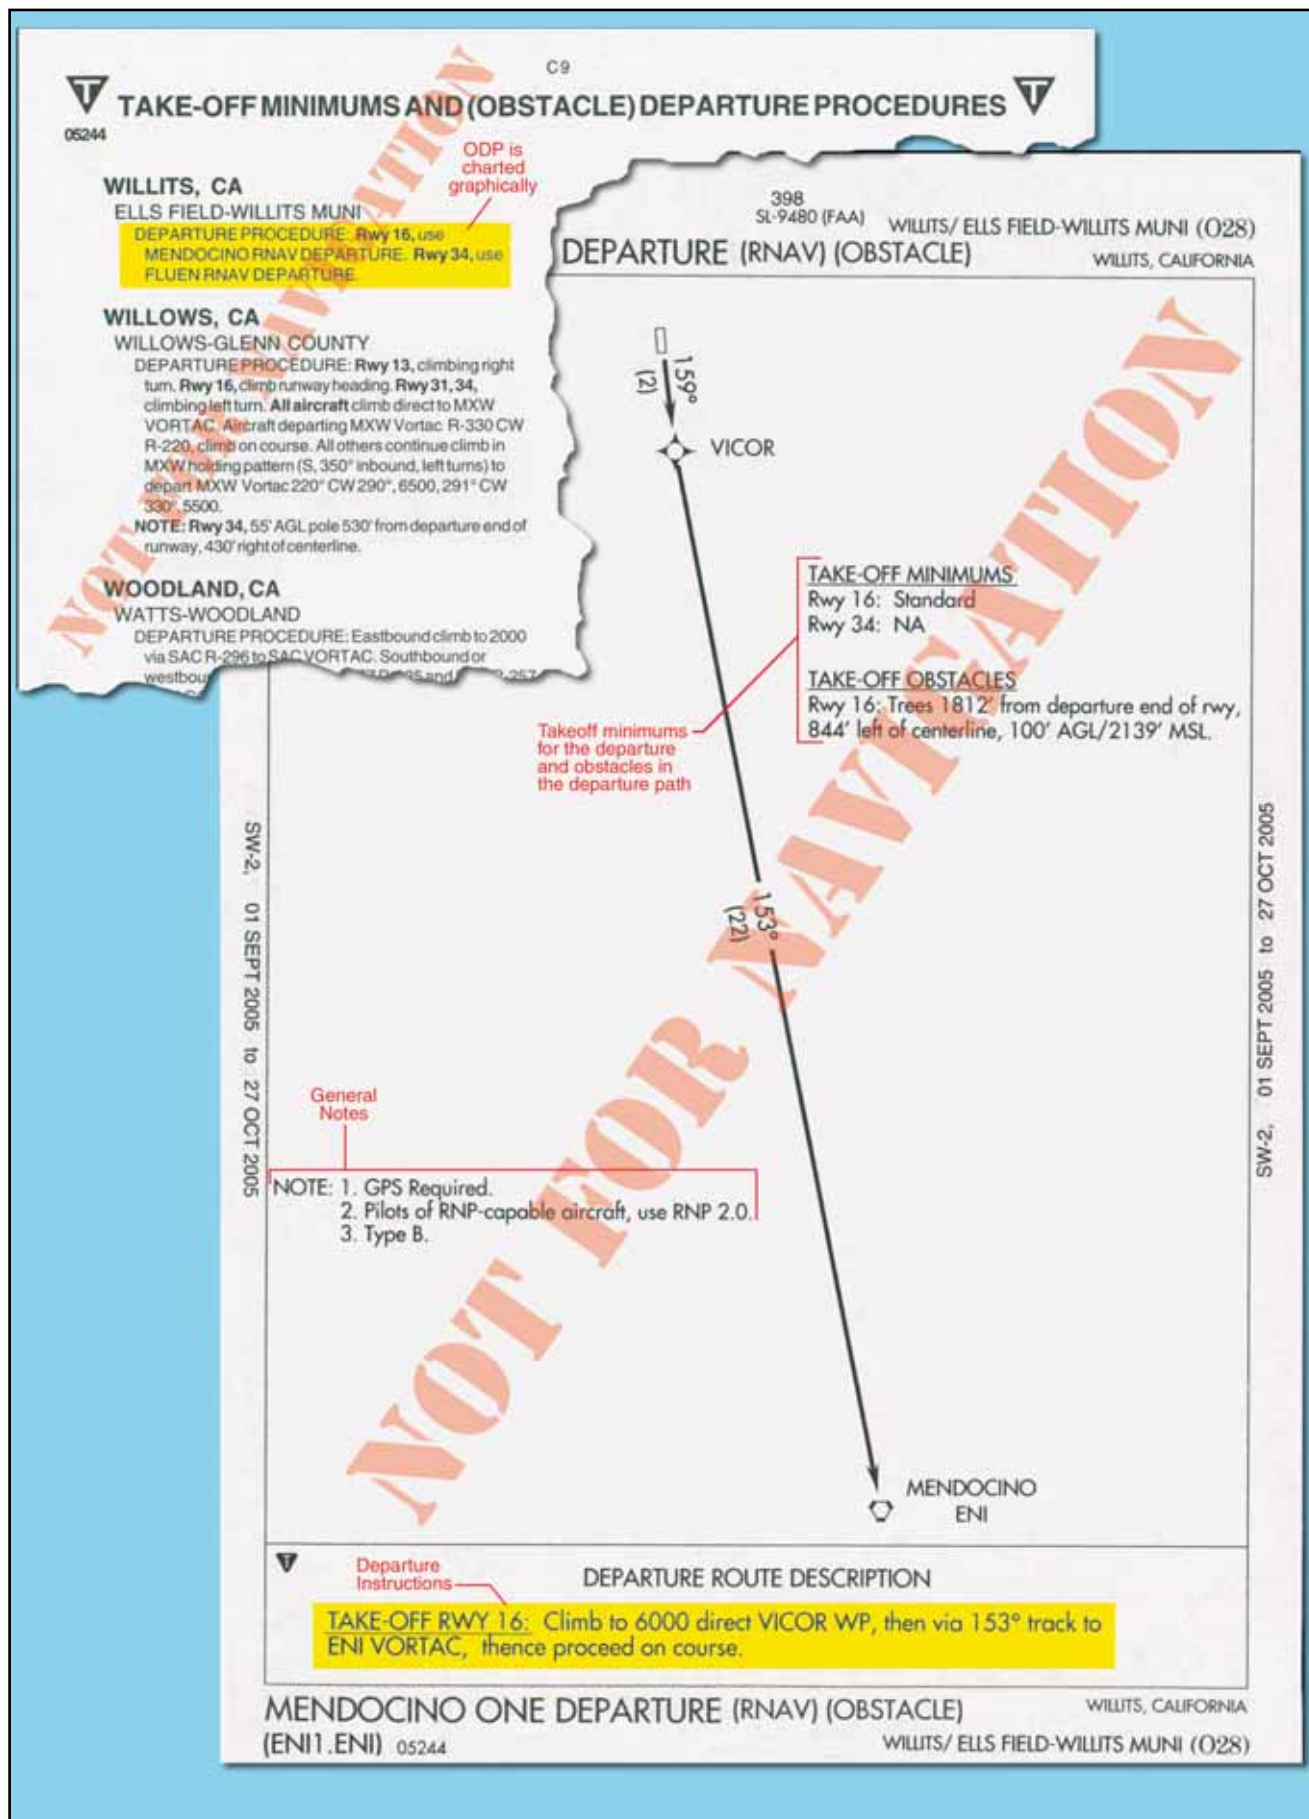 C9
TAKE-OFF MINIMUMS AND (OBSTACLE) DEPARTURE PROCEDURES
05244
ODP is
charted
graphically
WILLITS, CA
ELLS FIELD-WILLITS MUNI
DEPARTURE PROCEDURE: Rwy 16, use
MENDOCINO RNAV DEPARTURE. Rwy 34, use
FLUEN RNAV DEPARTURE.
WILLOWS, CA
WILLOWS-GLENN COUNTY
DEPARTURE PROCEDURE: Rwy 13, climbing right
turn. Rwy 16, climb runway heading. Rwy 31, 34,
climbing left turn. All aircraft climb direct to MXW
VORTAC. Aircraft departing MXW Vortac R-330 CW
R-220, climb on course. All others continue climb in
MXW holding pattern (S, 350° inbound, left turns) to
depart MXW Vortac 220° CW 290°, 6500, 291° CW
330°, 5500.
NOTE: Rwy 34, 55' AGL pole 530' from departure end of
runway, 430' right of centerline.
WOODLAND, CA
WATTS-WOODLAND
DEPARTURE PROCEDURE: Eastbound climb to 2000
via SAC R-296 to SAC VORTAC. Southbound or
NOT FOR NAVIGATION
398
SL-9480 (FAA)
WILLITS/ ELLS FIELD-WILLITS MUNI (O28)
DEPARTURE (RNAV) (OBSTACLE)
WILLITS, CALIFORNIA
159°
(2)
VICOR
TAKE-OFF MINIMUMS
Rwy 16: Standard
Rwy 34: NA
TAKE-OFF OBSTACLES
Rwy 16: Trees 1812' from departure end of rwy,
844' left of centerline, 100' AGL/2139' MSL.
Takeoff minimums
for the departure
and obstacles in
the departure path
153°
(22)
SW-2, 01 SEPT 2005 to 27 OCT 2005
SW-2, 01 SEPT 2005 to 27 OCT 2005
General
Notes
NOTE: 1. GPS Required.
2. Pilots of RNP-capable aircraft, use RNP 2.0.
3. Type B.
NOT FOR NAVIGATION
MENDOCINO
ENI
T
Departure
Instructions
DEPARTURE ROUTE DESCRIPTION
TAKE-OFF RWY 16: Climb to 6000 direct VICOR WP, then via 153° track to
ENI VORTAC, thence proceed on course.
MENDOCINO ONE DEPARTURE (RNAV) (OBSTACLE)
WILLITS, CALIFORNIA
(ENI1.ENI) 05244
WILLITS/ ELLS FIELD-WILLITS MUNI (O28)